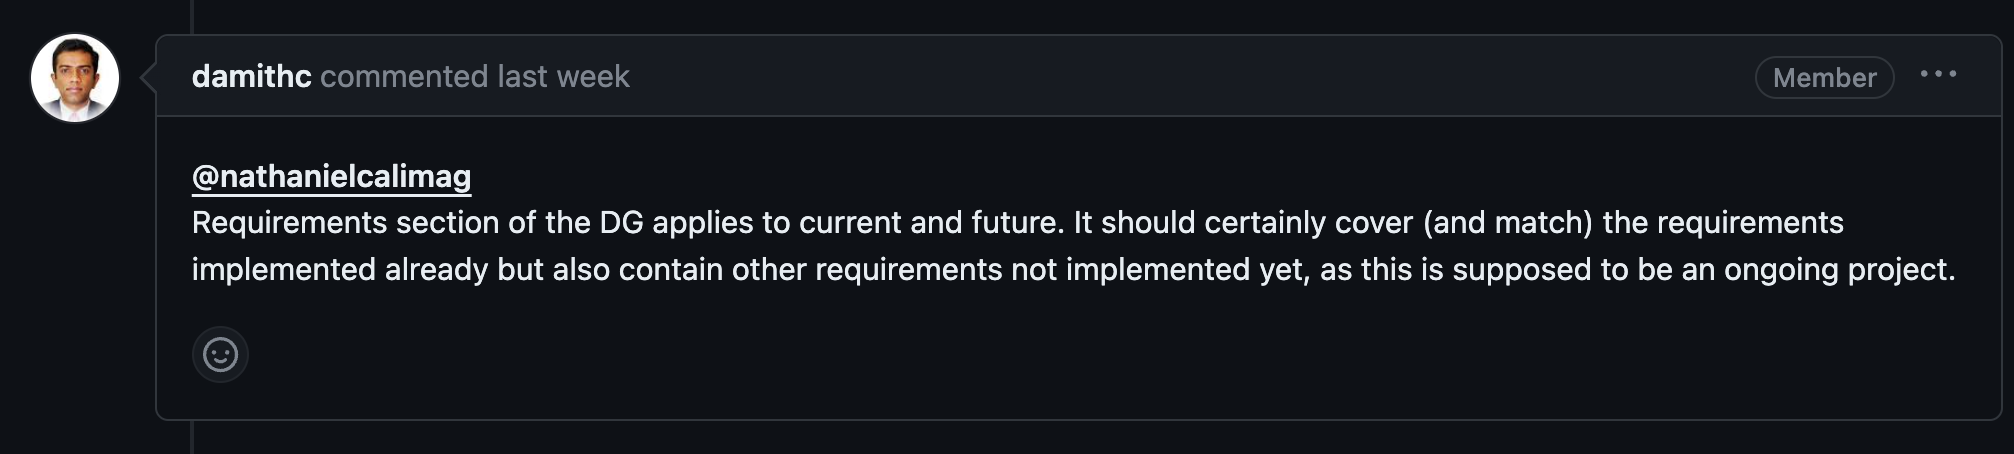 damithc commented last week
Member
@nathanielcalimag
Requirements section of the DG applies to current and future. It should certainly cover (and match) the requirements
implemented already but also contain other requirements not implemented yet, as this is supposed to be an ongoing project.